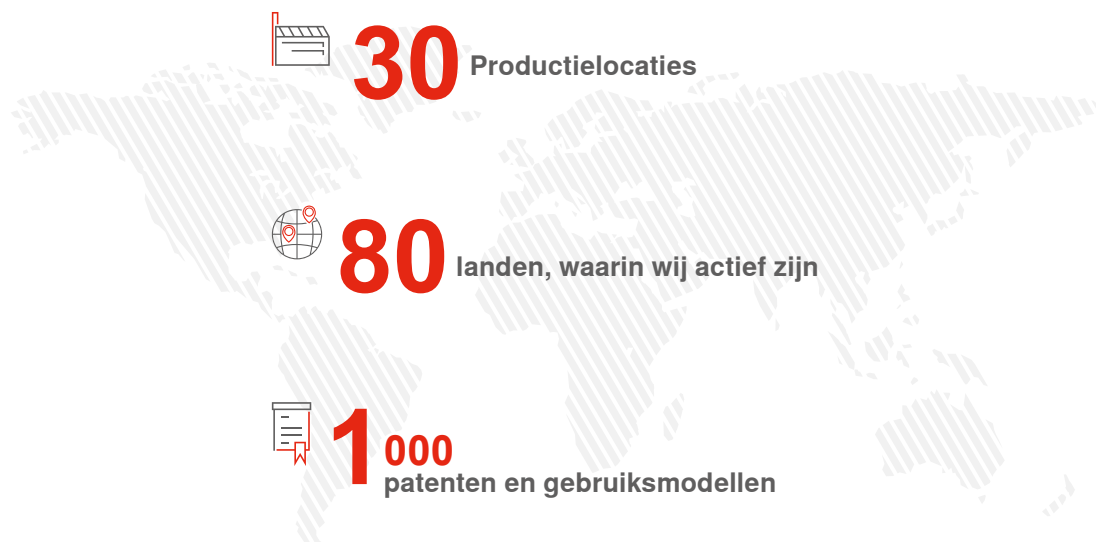 30 Productielocaties
80 landen, waarin wij actief zijn
1 000
patenten en gebruiksmodellen